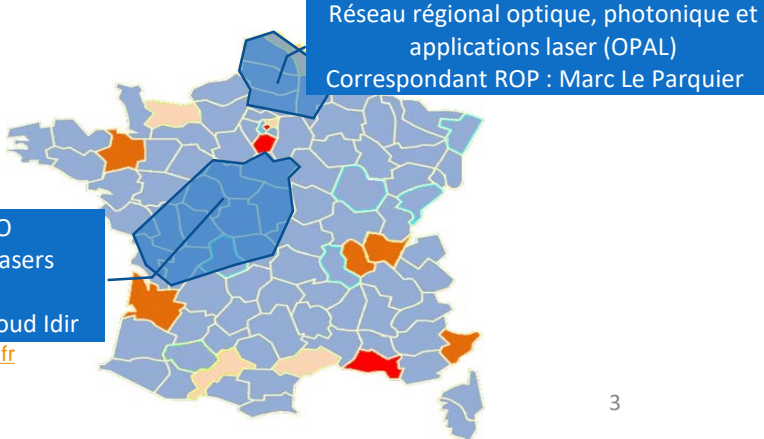 Réseau régional optique, photonique et
applications laser (OPAL)
Correspondant ROP : Marc Le Parquier
O
asers
oud Idir
fr
3